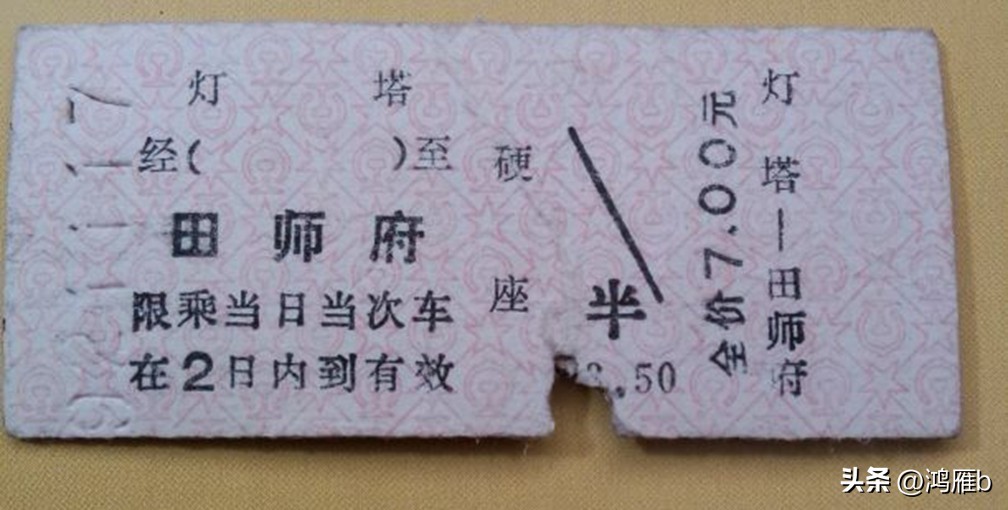 灯 塔
经( )至
田 师 府
限乘当日当次车
在2日内到有效
硬座
半
3.50
全价7.00元
灯塔—田师府
头条 @鸿雁b